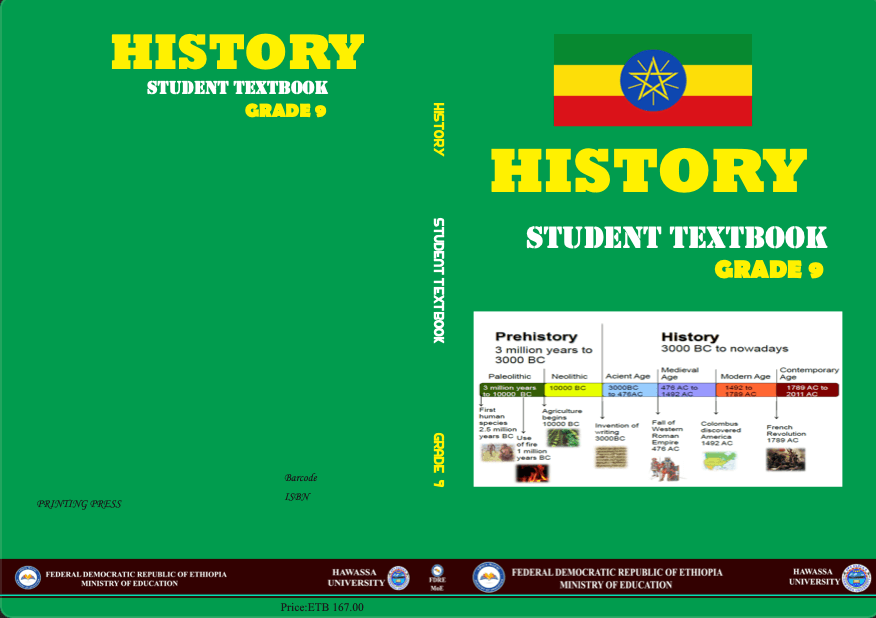 HISTORY
STUDENT TEXTBOOK
GRADE 9
PRINTING PRESS
Barcode
ISBN
FEDERAL DEMOCRATIC REPUBLIC OF ETHIOPIA
MINISTRY OF EDUCATION
HAWASSA
UNIVERSITY
Price:ETB 167.00
HISTORY
STUDENT TEXTBOOK
GRADE 9
FDRE
MoE
HISTORY
STUDENT TEXTBOOK
GRADE 9
Prehistory
3 million years to
3000 BC
History
3000 BC to nowadays
Paleolithic
Neolithic
Acient Age
Medieval
Age
Modern Age
Contemporary
Age
3 million years
to 10000 BC
10000 BC
3000BC
to 476AC
476 AC to
1492 AC
1492 to
1789 AC
1789 AC to
2011 AC
First
human
species
2.5 million
years BC
Use
of fire
1 million
years BC
Agriculture
begins
10000 BC
Invention of
writing
3000BC
Fall of
Western
Roman
Empire
476 AC
Colombus
discovered
America
1492 AC
French
Revolution
1789 AC
FEDERAL DEMOCRATIC REPUBLIC OF ETHIOPIA
MINISTRY OF EDUCATION
HAWASSA
UNIVERSITY